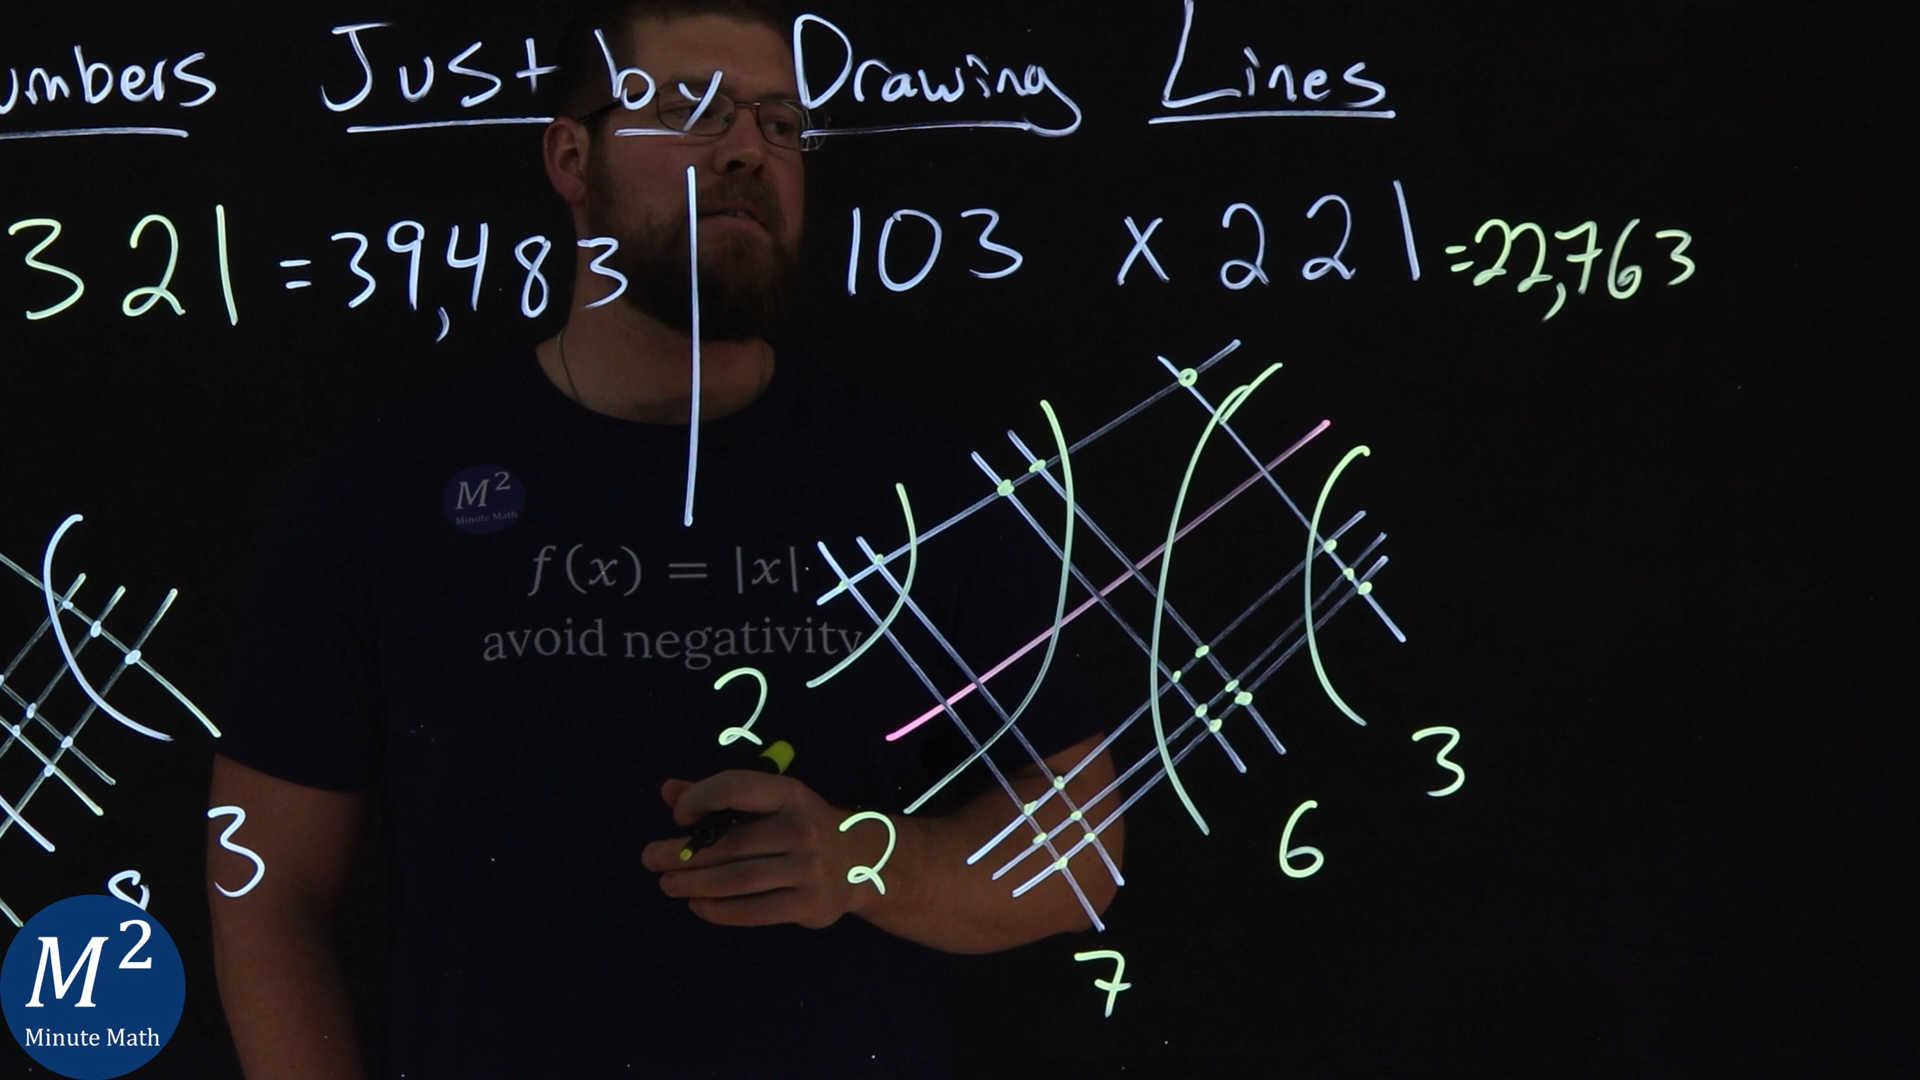 umbers Just by Drawing Lines
321 = 39,483
103 x 221 = 22,763
M²
Minute Math
f(x) = |x|
avoid negativity
2
2
7
6
3
3
8
M²
Minute Math